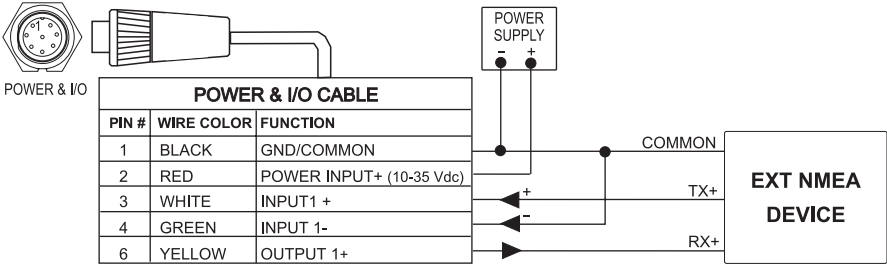 1
POWER & I/O
POWER
SUPPLY
- +
POWER & I/O CABLE
PIN # WIRE COLOR FUNCTION
1 BLACK GND/COMMON
2 RED POWER INPUT+ (10-35 Vdc)
3 WHITE INPUT1 +
4 GREEN INPUT 1-
6 YELLOW OUTPUT 1+
COMMON
+ TX+
-
RX+
EXT NMEA
DEVICE